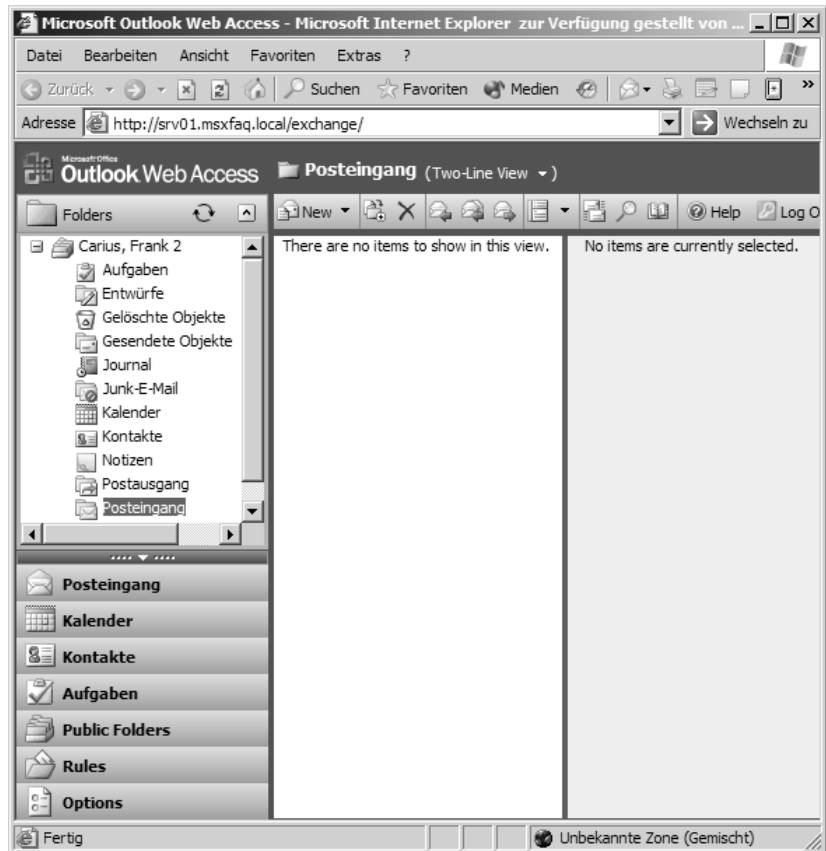 Microsoft Outlook Web Access - Microsoft Internet Explorer zur Verfügung gestellt von ...
Datei Bearbeiten Ansicht Favoriten Extras ?
Zurück Suchen Favoriten Medien »
Adresse http://srv01.msxfaq.local/exchange/ Wechseln zu
Microsoft Office
Outlook Web Access Posteingang (Two-Line View)
Folders New Help Log O
Carius, Frank 2
Aufgaben
Entwürfe
Gelöschte Objekte
Gesendete Objekte
Journal
Junk-E-Mail
Kalender
Kontakte
Notizen
Postausgang
Posteingang
There are no items to show in this view.
No items are currently selected.
Posteingang
Kalender
Kontakte
Aufgaben
Public Folders
Rules
Options
Fertig Unbekannte Zone (Gemischt)